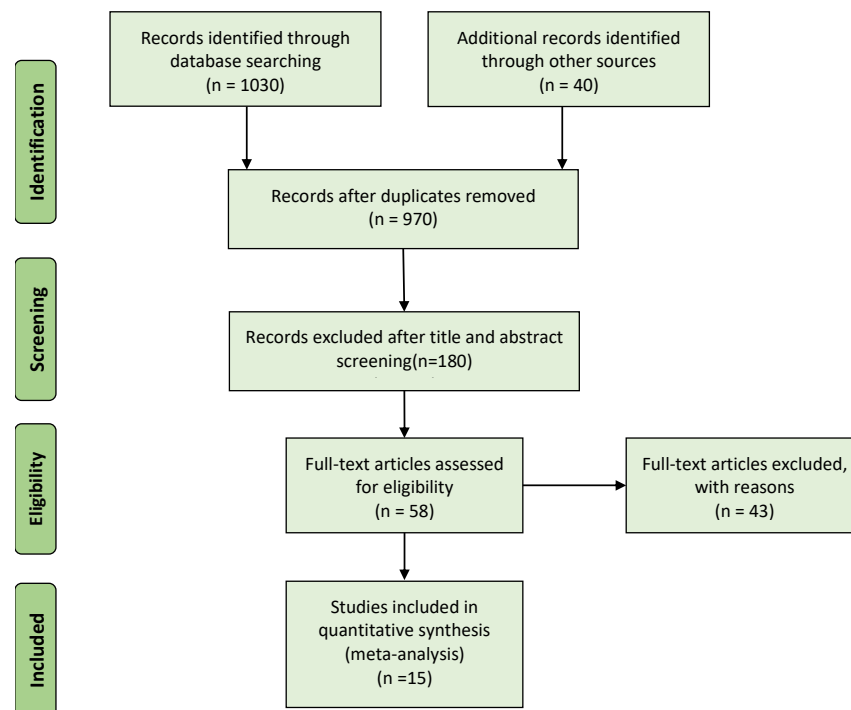 Records identified through
database searching
(n = 1030)
Additional records identified
through other sources
(n = 40)
Identification
Records after duplicates removed
(n = 970)
Screening
Records excluded after title and abstract
screening(n=180)
Eligibility
Full-text articles assessed
for eligibility
(n = 58)
Full-text articles excluded,
with reasons
(n = 43)
Included
Studies included in
quantitative synthesis
(meta-analysis)
(n =15)